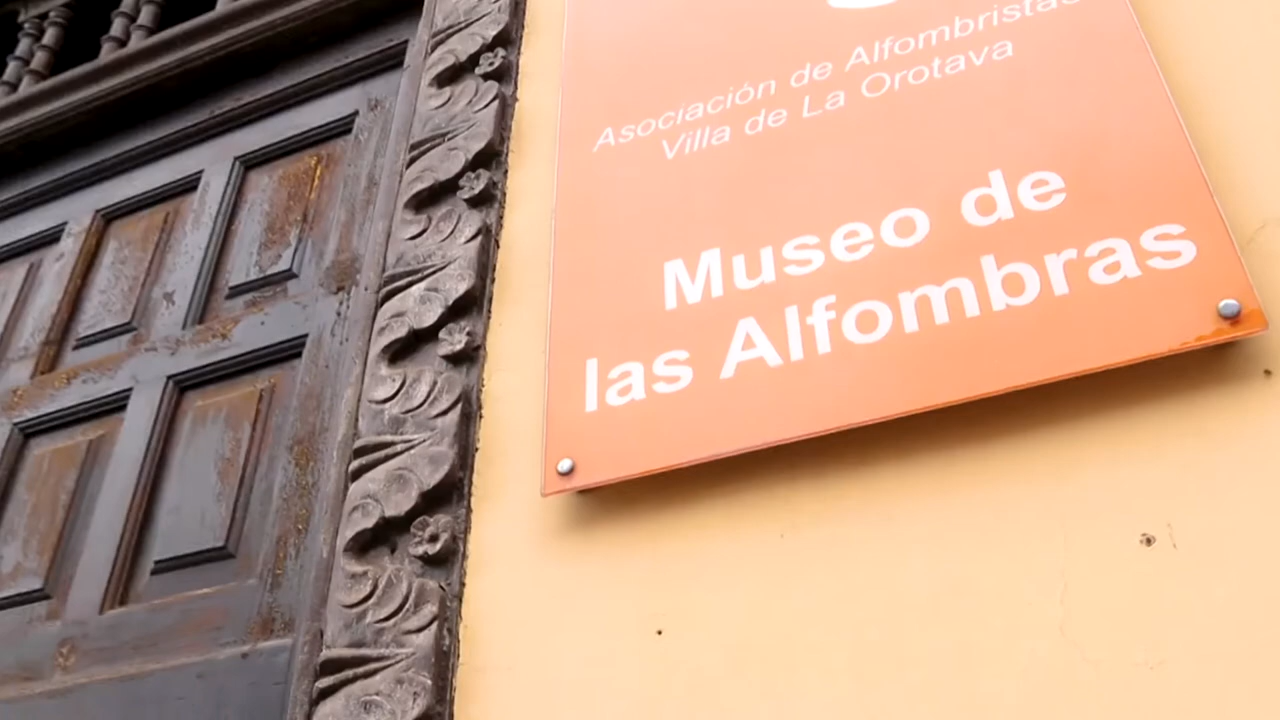 Asociación de Alfombristas
Villa de La Orotava
Museo de
las Alfombras